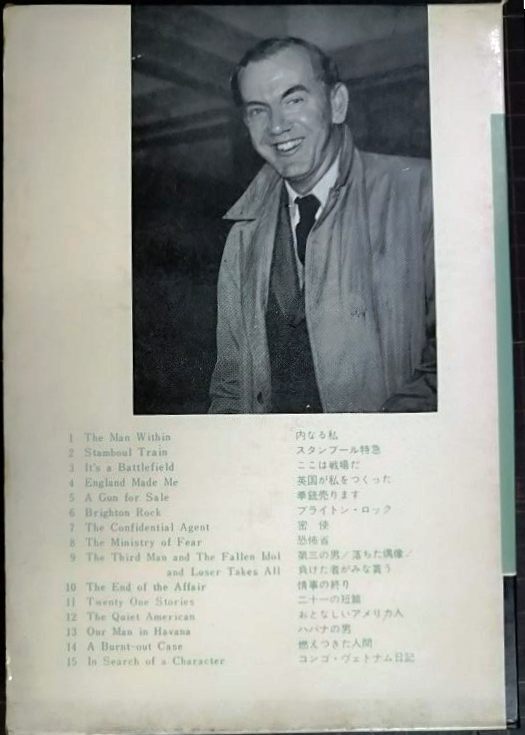 1 The Man Within 内なる私
2 Stamboul Train スタンブール特急
3 It's a Battlefield ここは戦場だ
4 England Made Me 英国が私をつくった
5 A Gun for Sale 拳銃売ります
6 Brighton Rock ブライトン・ロック
7 The Confidential Agent 密使
8 The Ministry of Fear 恐怖省
9 The Third Man and The Fallen Idol 第三の男/落ちた偶像/
and Loser Takes All 負けた者がみな貰う
10 The End of the Affair 情事の終り
11 Twenty One Stories 二十一の短篇
12 The Quiet American おとなしいアメリカ人
13 Our Man in Havana ハバナの男
14 A Burnt-out Case 燃えつきた人間
15 In Search of a Character コンゴ・ヴェトナム日記